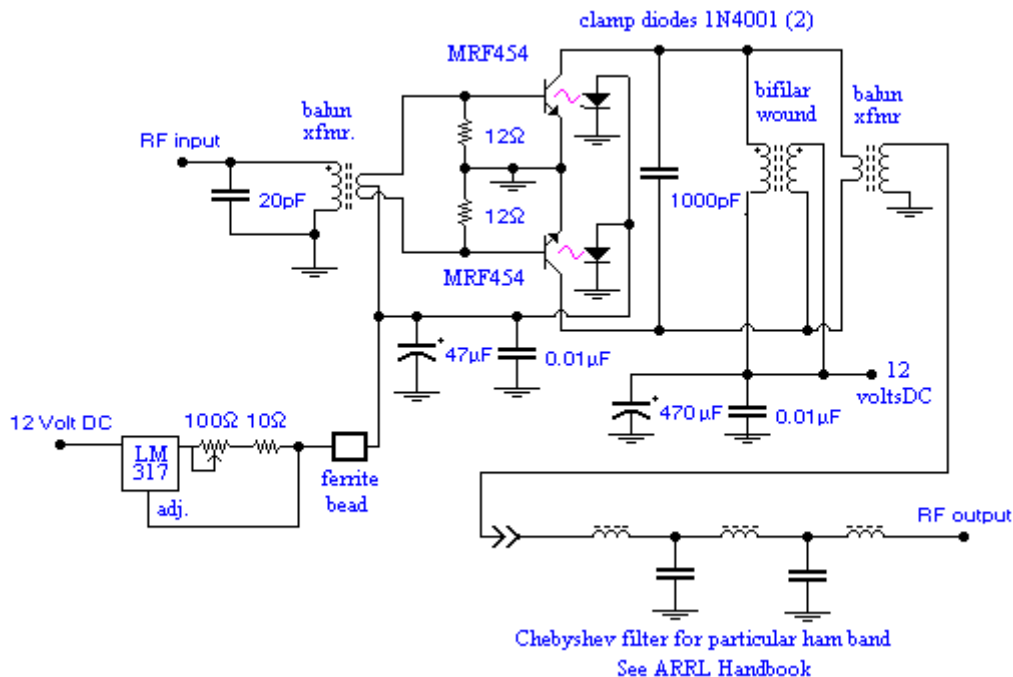 clamp diodes 1N4001 (2)
MRF454
balun
xfmr.
bifilar
wound
balun
xfmr
RF input
12Ω
20pF
12Ω
1000pF
MRF454
47µF
0.01µF
12
voltsDC
470µF
0.01µF
12 Volt DC
100Ω 10Ω
LM
317
adj.
ferrite
bead
RF output
Chebyshev filter for particular ham band
See ARRL Handbook